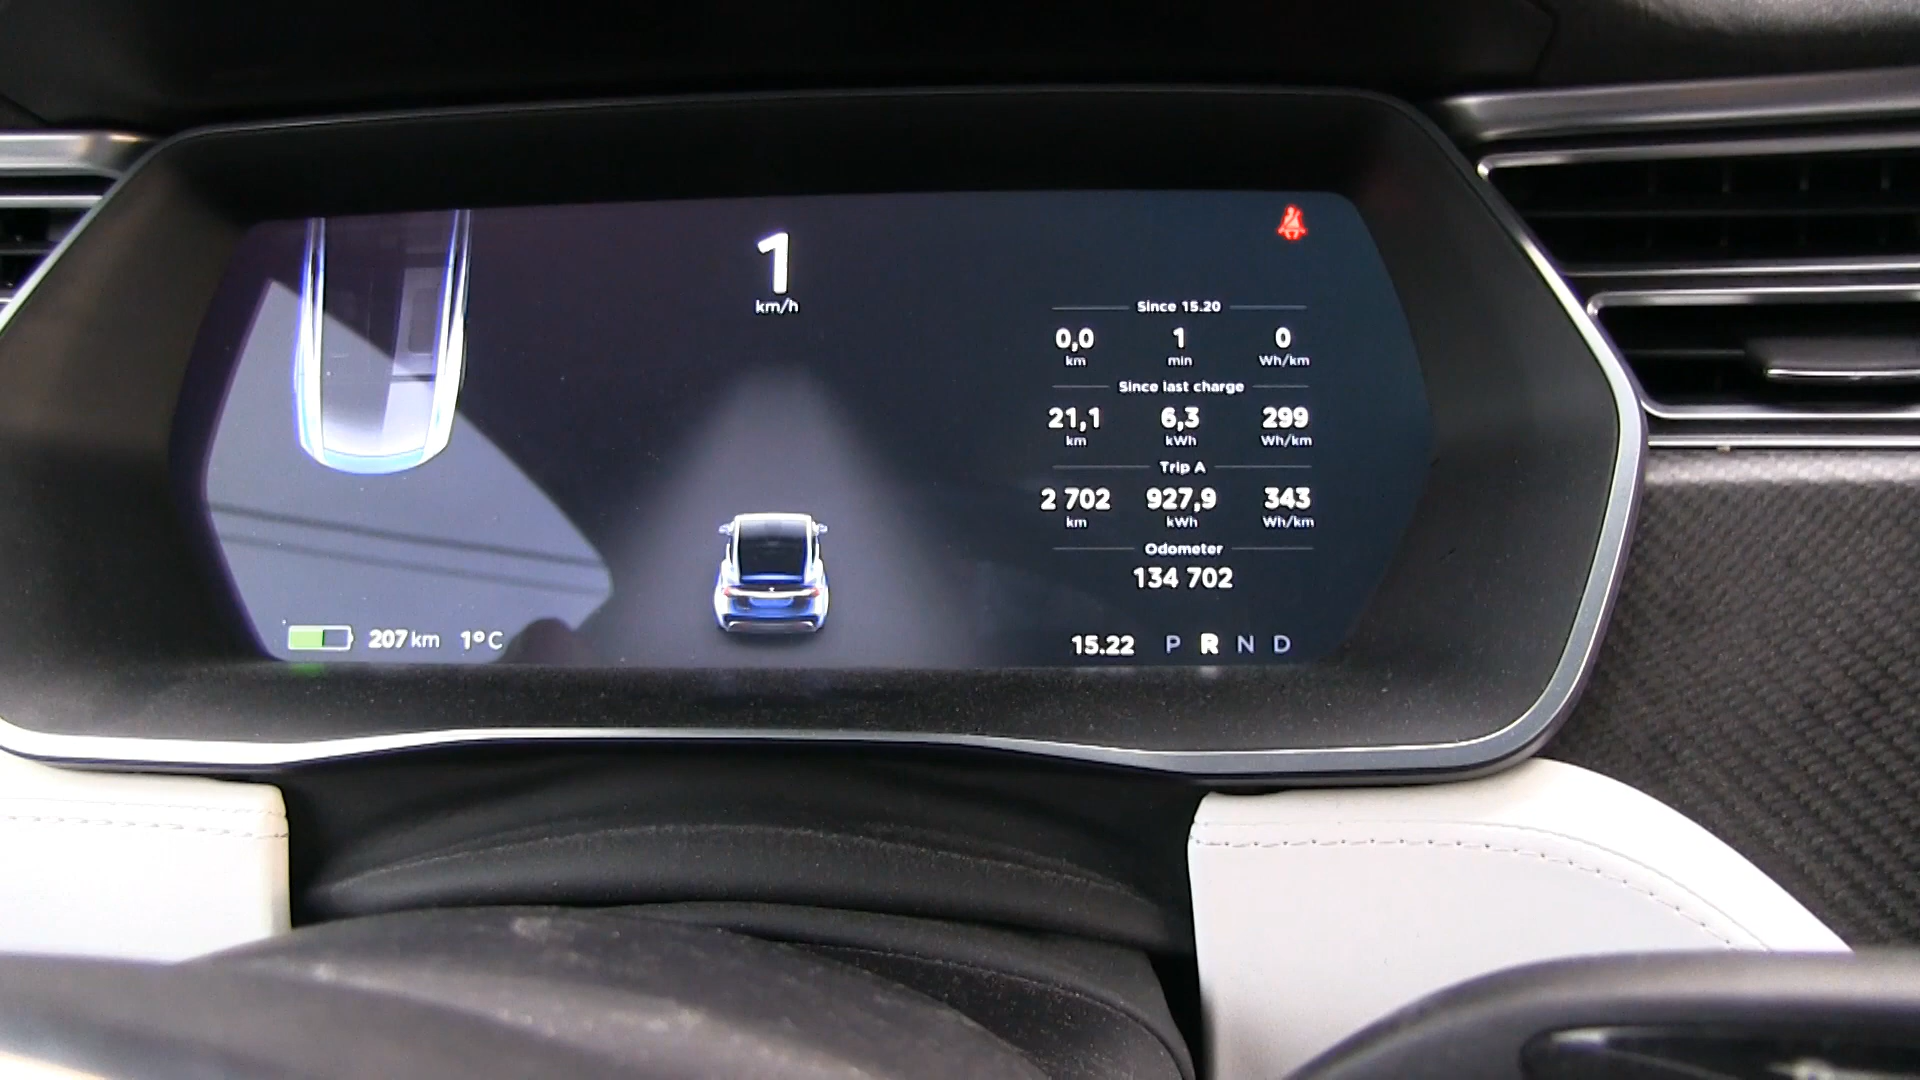 1
km/h
Since 15.20
0,0 1 0
km min Wh/km
Since last charge
21,1 6,3 299
km kWh Wh/km
Trip A
2 702 927,9 343
km kWh Wh/km
Odometer
134 702
207 km 1°C
15.22 P R N D